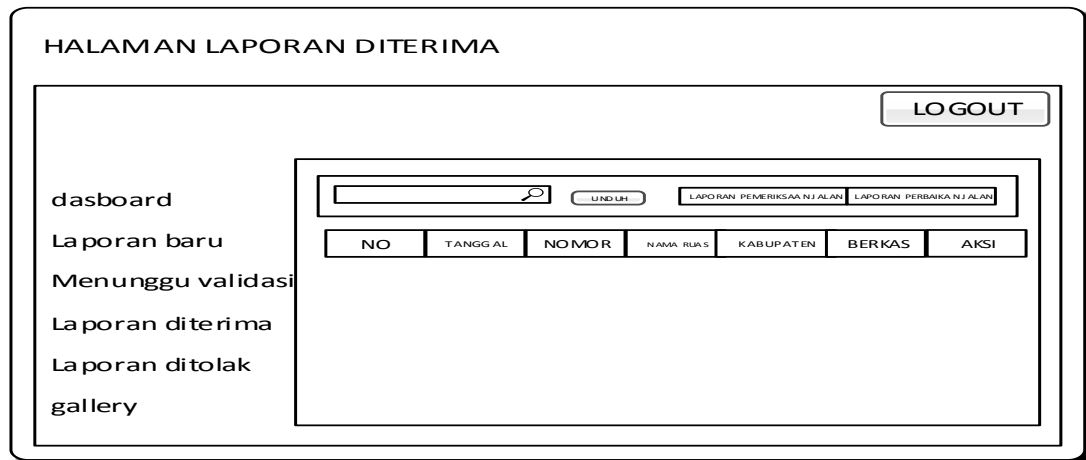 HALAMAN LAPORAN DITERIMA
LOGOUT
dasboard
Laporan baru
Menunggu validasi
Laporan diterima
Laporan ditolak
gallery
UNDUH LAPORAN PEMERIKSAAN JALAN LAPORAN PERBAIKAN JALAN
NO TANGGAL NOMOR NAMA RUAS KABUPATEN BERKAS AKSI